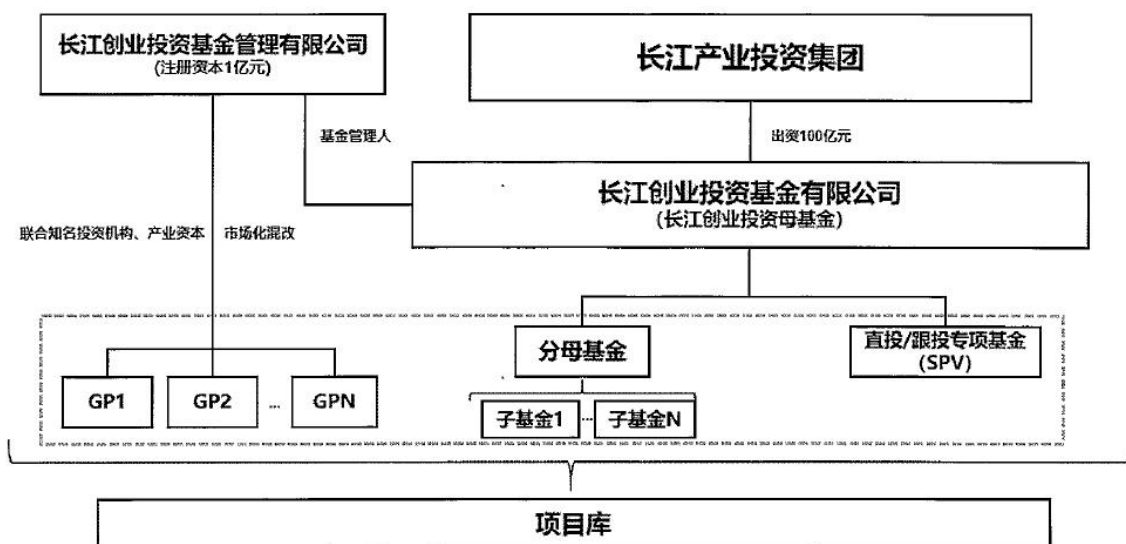 长江创业投资基金管理有限公司
(注册资本1亿元)
长江产业投资集团
基金管理人
出资100亿元
长江创业投资基金有限公司
(长江创业投资母基金)
联合知名投资机构、产业资本
市场化混改
分母基金
直投/跟投专项基金
(SPV)
GP1
GP2
...
GPN
子基金1
...
子基金N
项目库